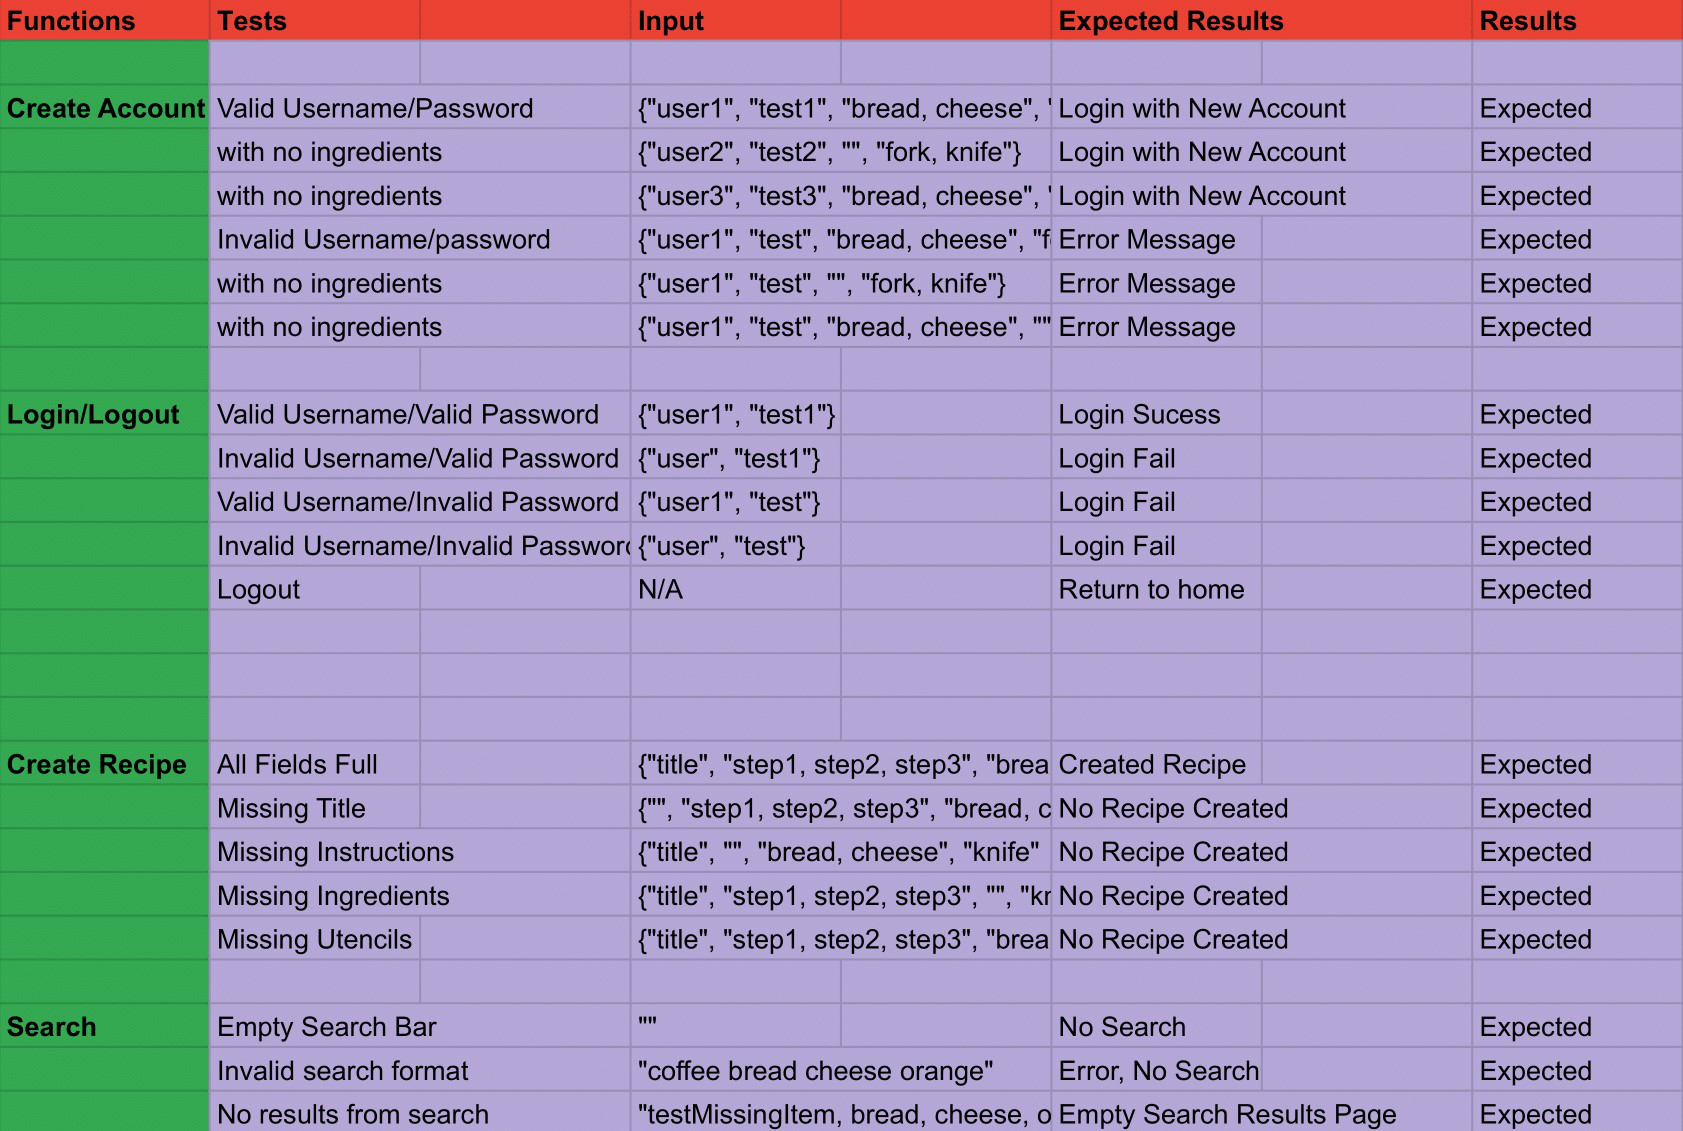 Functions Tests Input Expected Results Results
Create Account Valid Username/Password {"user1", "test1", "bread, cheese", " Login with New Account Expected
with no ingredients {"user2", "test2", "", "fork, knife"} Login with New Account Expected
with no ingredients {"user3", "test3", "bread, cheese", " Login with New Account Expected
Invalid Username/password {"user1", "test", "bread, cheese", "f Error Message Expected
with no ingredients {"user1", "test", "", "fork, knife"} Error Message Expected
with no ingredients {"user1", "test", "bread, cheese", "" Error Message Expected
Login/Logout Valid Username/Valid Password {"user1", "test1"} Login Sucess Expected
Invalid Username/Valid Password {"user", "test1"} Login Fail Expected
Valid Username/Invalid Password {"user1", "test"} Login Fail Expected
Invalid Username/Invalid Password {"user", "test"} Login Fail Expected
Logout N/A Return to home Expected
Create Recipe All Fields Full {"title", "step1, step2, step3", "brea Created Recipe Expected
Missing Title {"", "step1, step2, step3", "bread, c No Recipe Created Expected
Missing Instructions {"title", "", "bread, cheese", "knife" No Recipe Created Expected
Missing Ingredients {"title", "step1, step2, step3", "", "kn No Recipe Created Expected
Missing Utencils {"title", "step1, step2, step3", "brea No Recipe Created Expected
Search Empty Search Bar "" No Search Expected
Invalid search format "coffee bread cheese orange" Error, No Search Expected
No results from search "testMissingItem, bread, cheese, o Empty Search Results Page Expected